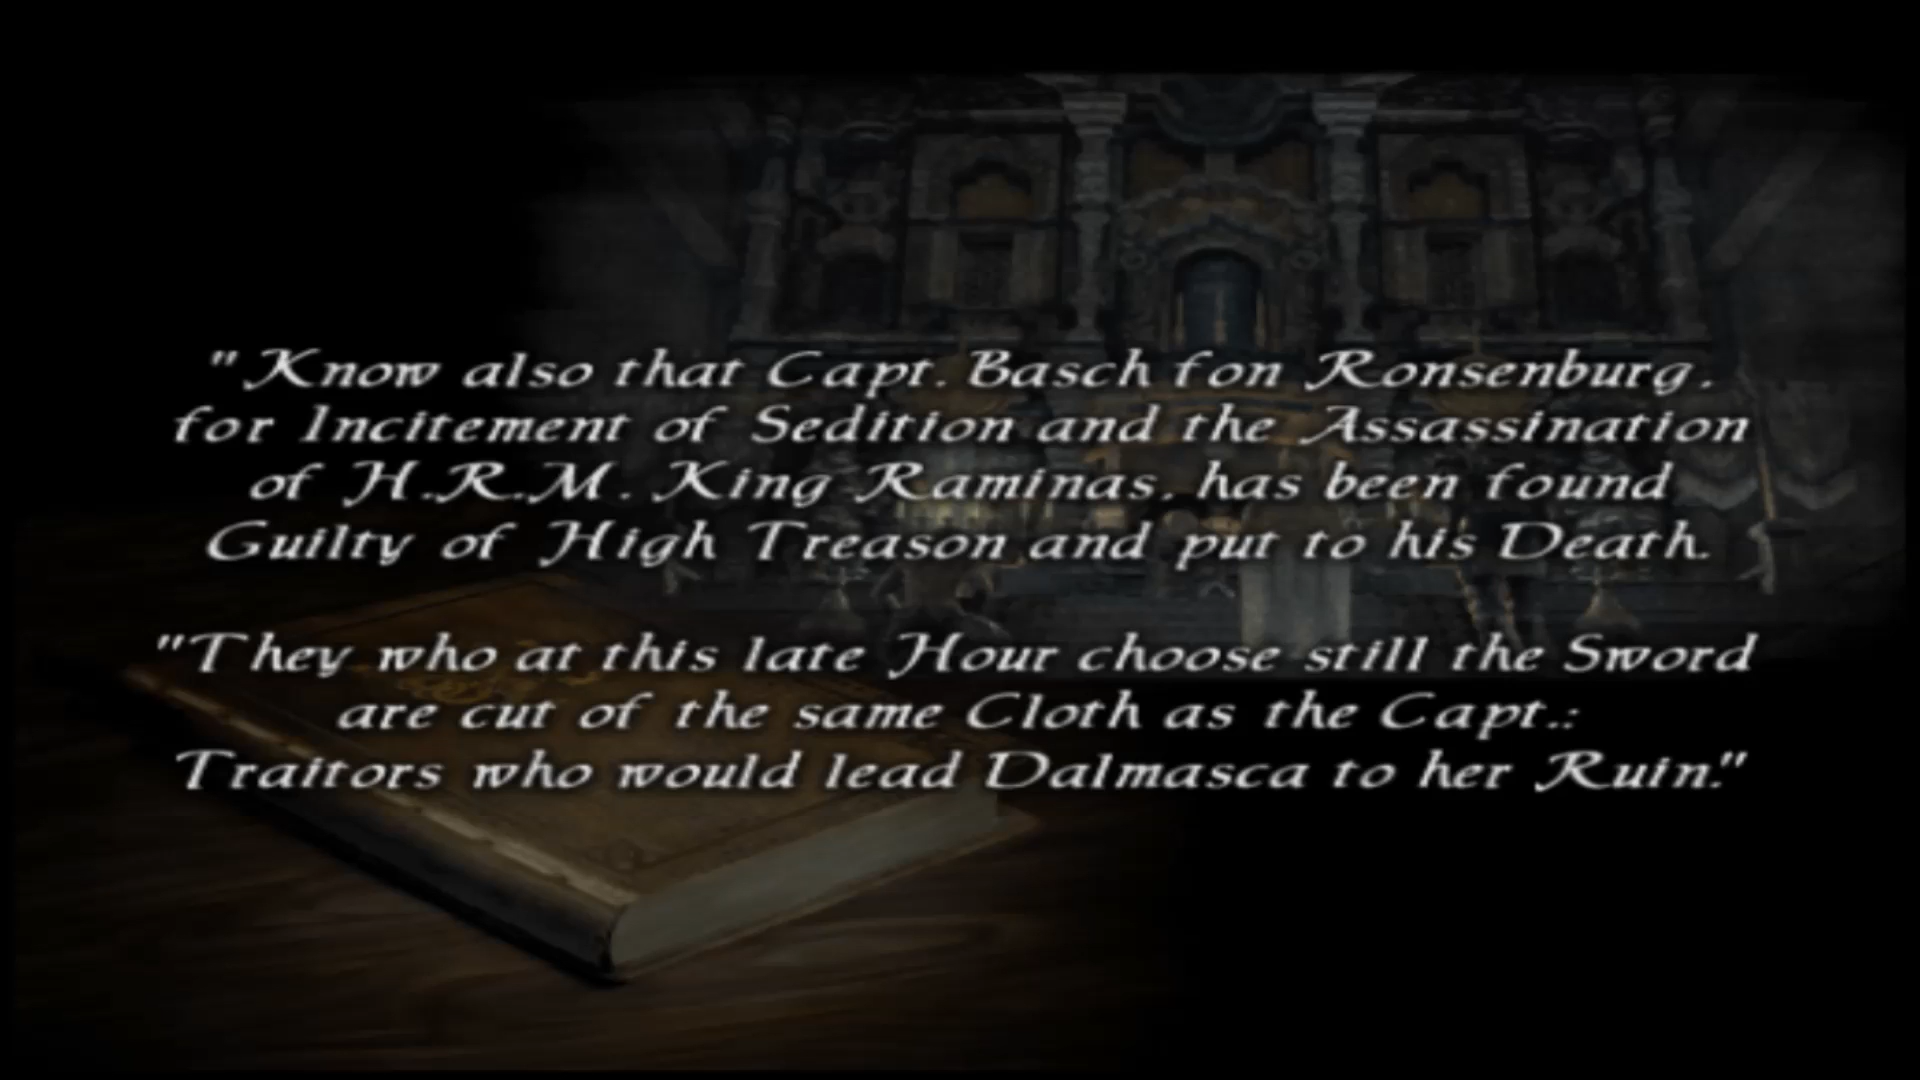 "Know also that Capt. Basch fon Ronsenburg,
for Incitement of Sedition and the Assassination
of H.R.M. King Raminas, has been found
Guilty of High Treason and put to his Death.
"They who at this late Hour choose still the Sword
are cut of the same Cloth as the Capt.:
Traitors who would lead Dalmasca to her Ruin."